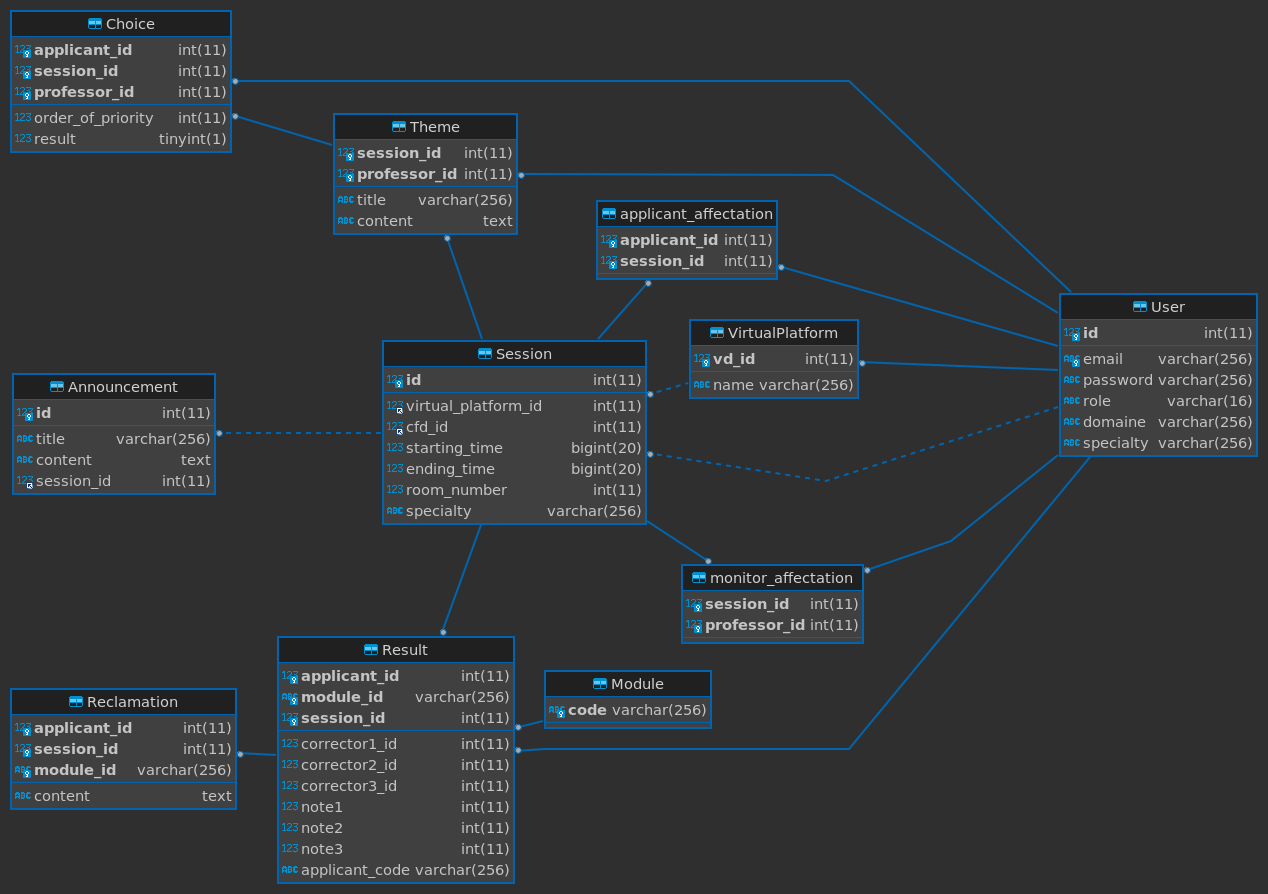 Choice
applicant_id int(11)
session_id int(11)
professor_id int(11)
order_of_priority int(11)
result tinyint(1)
Theme
session_id int(11)
professor_id int(11)
title varchar(256)
content text
applicant_affectation
applicant_id int(11)
session_id int(11)
User
id int(11)
email varchar(256)
password varchar(256)
role varchar(16)
domaine varchar(256)
specialty varchar(256)
VirtualPlatform
vd_id int(11)
name varchar(256)
Session
id int(11)
virtual_platform_id int(11)
cfd_id int(11)
starting_time bigint(20)
ending_time bigint(20)
room_number int(11)
specialty varchar(256)
Announcement
id int(11)
title varchar(256)
content text
session_id int(11)
monitor_affectation
session_id int(11)
professor_id int(11)
Result
applicant_id int(11)
module_id varchar(256)
session_id int(11)
corrector1_id int(11)
corrector2_id int(11)
corrector3_id int(11)
note1 int(11)
note2 int(11)
note3 int(11)
applicant_code varchar(256)
Module
code varchar(256)
Reclamation
applicant_id int(11)
session_id int(11)
module_id varchar(256)
content text